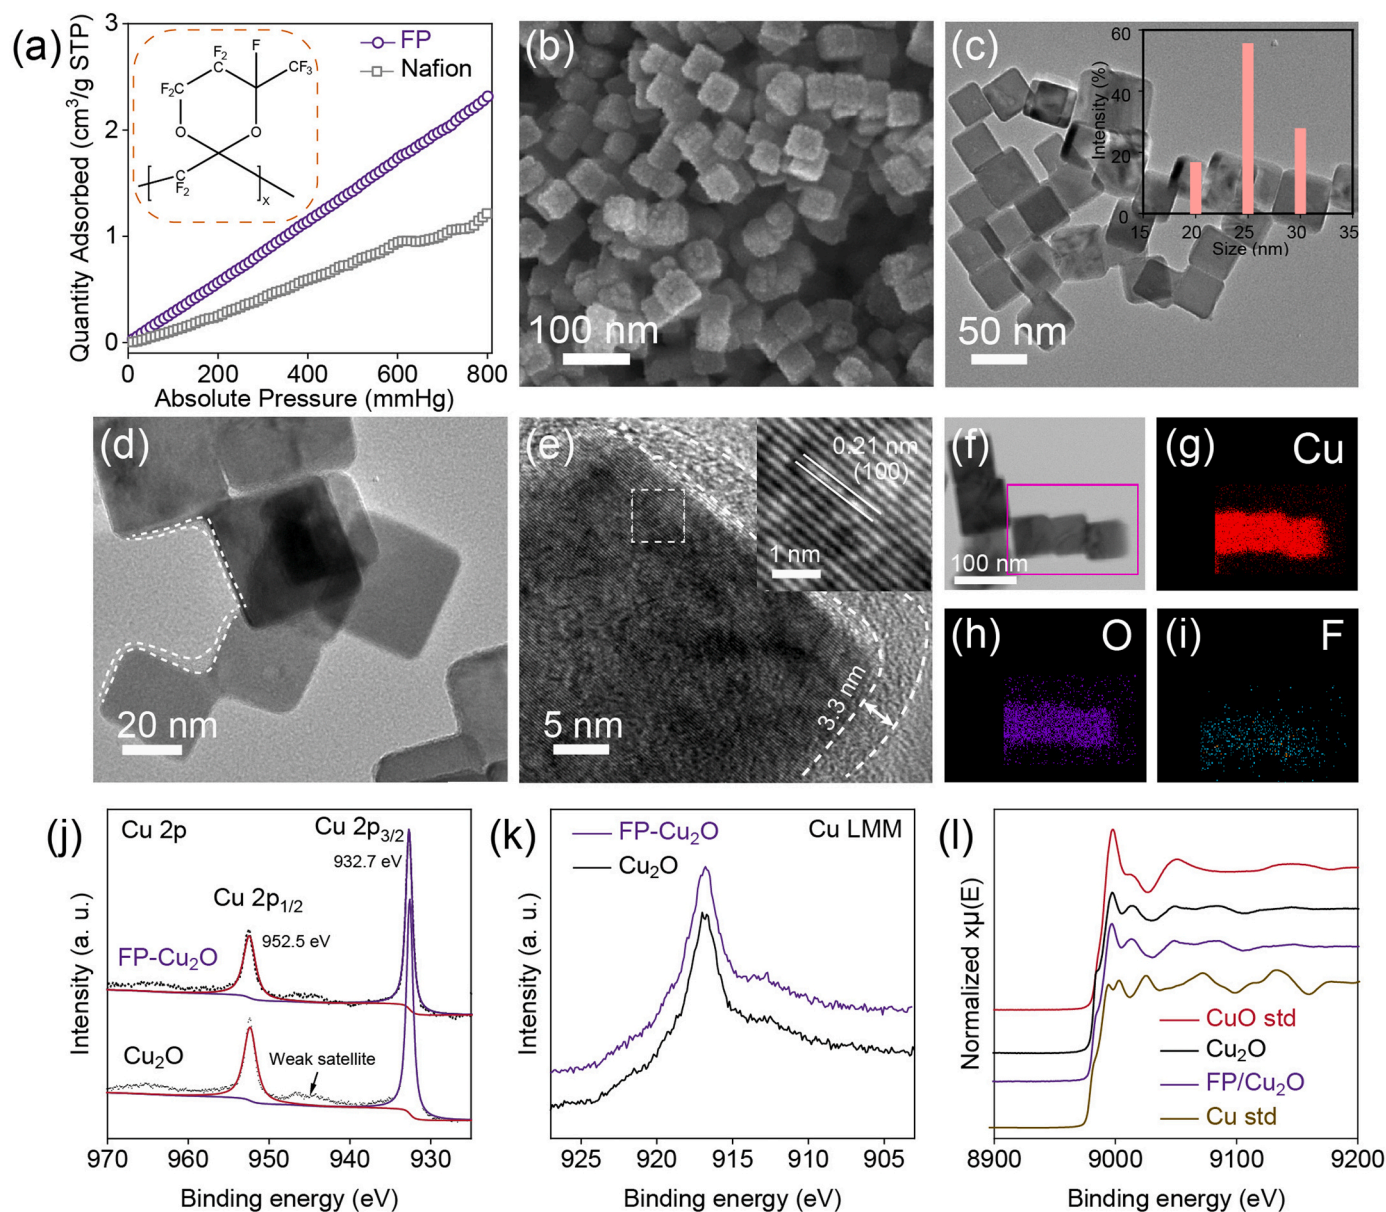 (a)
Quantity Adsorbed (cm³/g STP)
3
2
1
0
FP
Nafion
F₂
F
F₂C
C
CF₃
O
O
C
F₂
x
0
200
400
600
800
Absolute Pressure (mmHg)
(b)
100 nm
(c)
Intensity (%)
60
40
20
0
15
20
25
30
35
Size (nm)
50 nm
(d)
20 nm
(e)
0.21 nm
(100)
1 nm
3.3 nm
5 nm
(f)
100 nm
(g)
Cu
(h)
O
(i)
F
(j)
Cu 2p
Cu 2p₃/₂
932.7 eV
Cu 2p₁/₂
952.5 eV
FP-Cu₂O
Cu₂O
Weak satellite
Intensity (a. u.)
970
960
950
940
930
Binding energy (eV)
(k)
FP-Cu₂O
Cu₂O
Cu LMM
Intensity (a. u.)
925
920
915
910
905
Binding energy (eV)
(l)
Normalized xμ(E)
CuO std
Cu₂O
FP/Cu₂O
Cu std
8900
9000
9100
9200
Binding energy (eV)